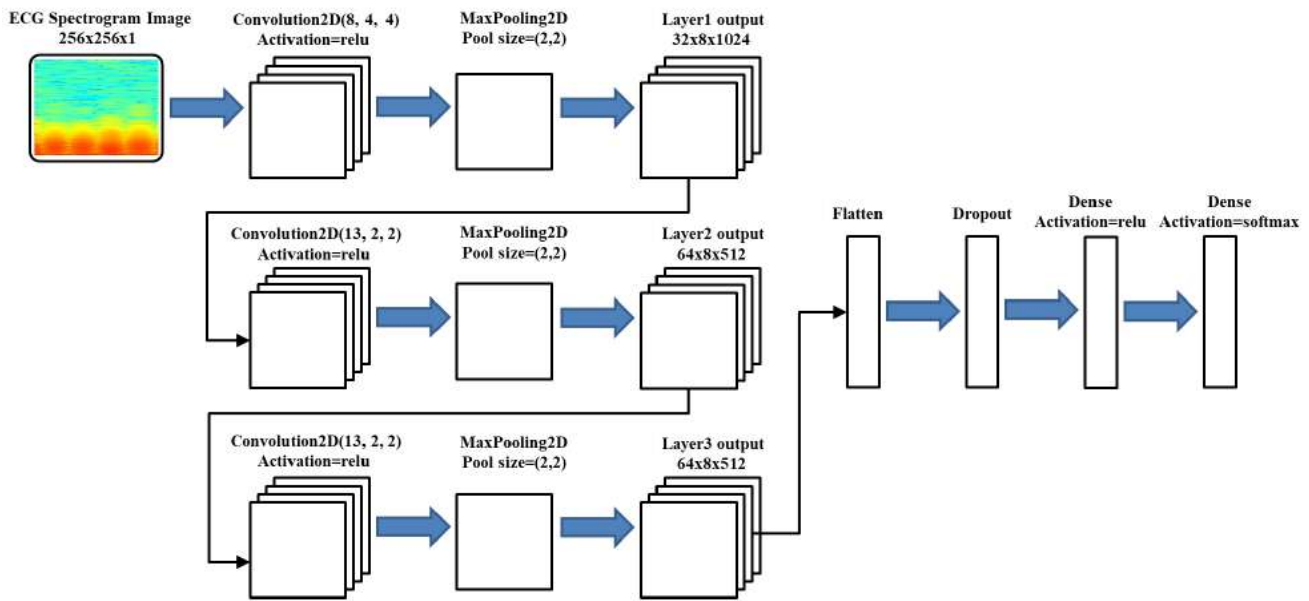 ECG Spectrogram Image
256x256x1
Convolution2D(8, 4, 4)
Activation=relu
MaxPooling2D
Pool size=(2,2)
Layer1 output
32x8x1024
Convolution2D(13, 2, 2)
Activation=relu
MaxPooling2D
Pool size=(2,2)
Layer2 output
64x8x512
Convolution2D(13, 2, 2)
Activation=relu
MaxPooling2D
Pool size=(2,2)
Layer3 output
64x8x512
Flatten
Dropout
Dense
Activation=relu
Dense
Activation=softmax